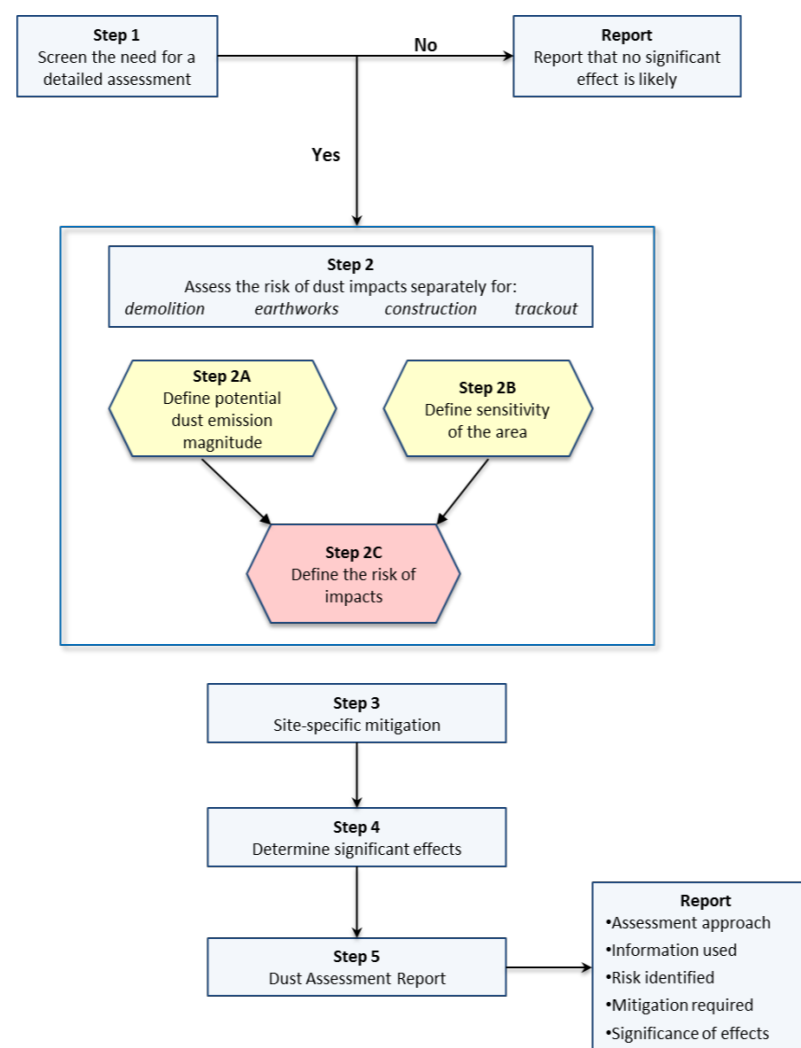 Step 1
Screen the need for a
detailed assessment
No
Report
Report that no significant
effect is likely
Yes
Step 2
Assess the risk of dust impacts separately for:
demolition earthworks construction trackout
Step 2A
Define potential
dust emission
magnitude
Step 2B
Define sensitivity
of the area
Step 2C
Define the risk of
impacts
Step 3
Site-specific mitigation
Step 4
Determine significant effects
Step 5
Dust Assessment Report
Report
•Assessment approach
•Information used
•Risk identified
•Mitigation required
•Significance of effects